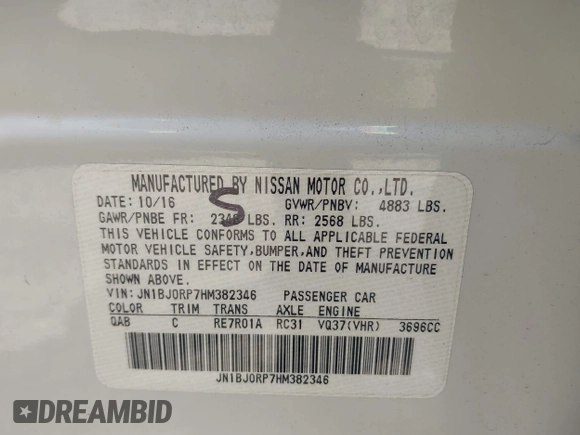 MANUFACTURED BY NISSAN MOTOR CO.,LTD.
DATE: 10/16 GVWR/PNBV: 4883 LBS.
S
GAWR/PNBE FR: LBS. RR: 2568 LBS.
THIS VEHICLE CONFORMS TO ALL APPLICABLE FEDERAL
MOTOR VEHICLE SAFETY, BUMPER, AND THEFT PREVENTION
STANDARDS IN EFFECT ON THE DATE OF MANUFACTURE
SHOWN ABOVE.
VIN: JN1BJ0RP7HM382346 PASSENGER CAR
COLOR TRIM TRANS AXLE ENGINE
QAB C RE7R01A RC31 VQ37(VHR) 3696CC
JN1BJ0RP7HM382346
DREAMBID